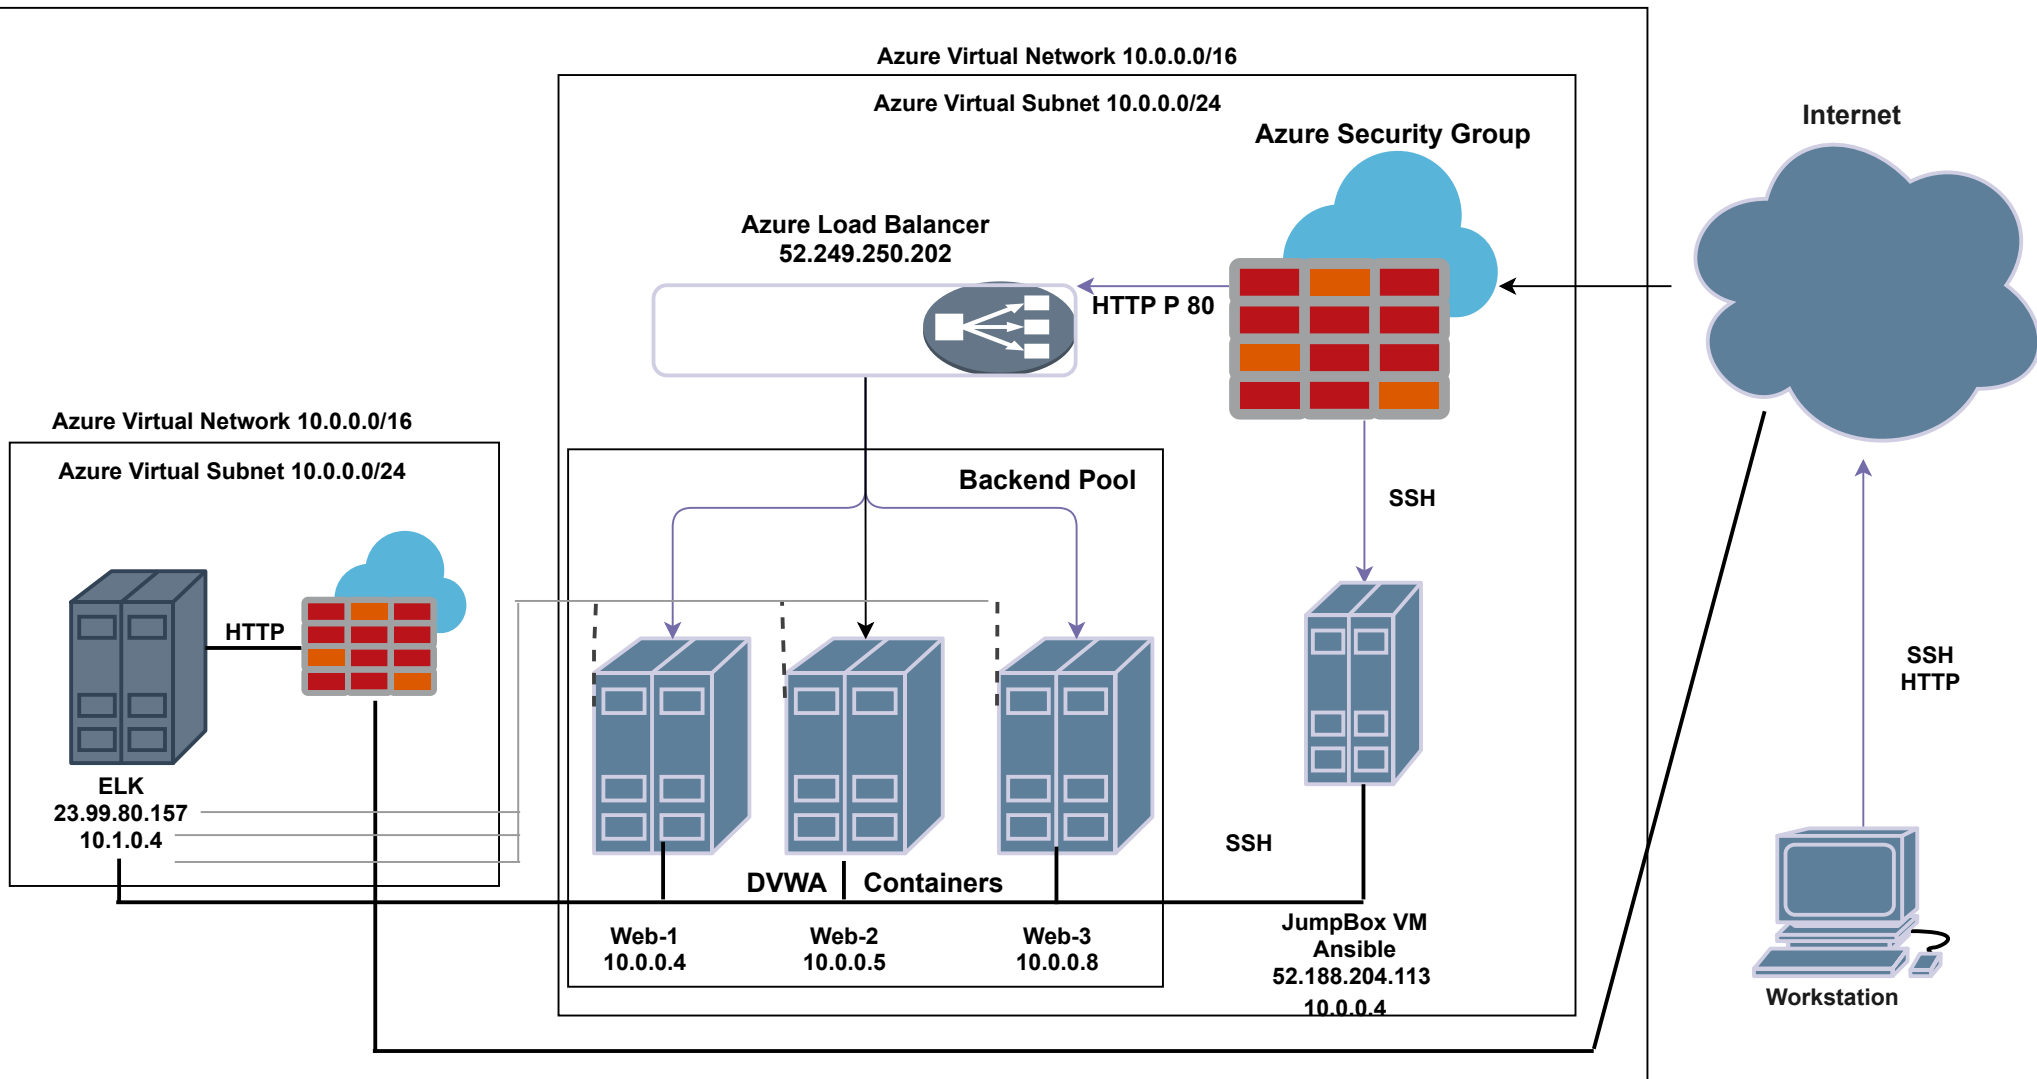 Azure Virtual Network 10.0.0.0/16
Azure Virtual Subnet 10.0.0.0/24
Azure Security Group
Internet
Azure Load Balancer
52.249.250.202
HTTP P 80
Azure Virtual Network 10.0.0.0/16
Azure Virtual Subnet 10.0.0.0/24
Backend Pool
SSH
HTTP
SSH
HTTP
ELK
23.99.80.157
10.1.0.4
SSH
DVWA Containers
Web-1
10.0.0.4
Web-2
10.0.0.5
Web-3
10.0.0.8
JumpBox VM
Ansible
52.188.204.113
10.0.0.4
Workstation